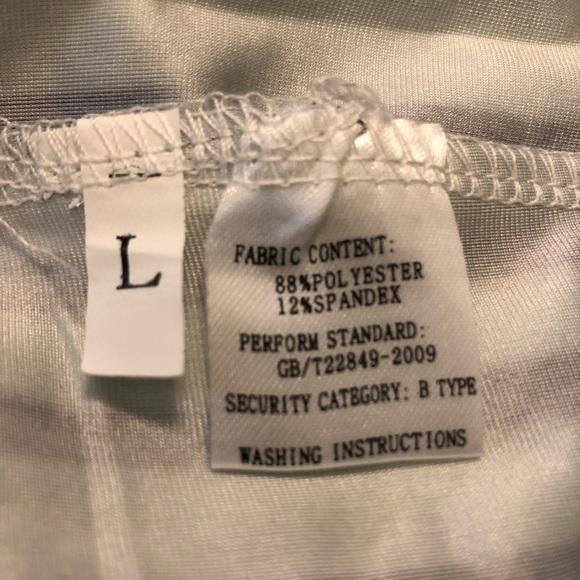 L
FABRIC CONTENT:
88%POLYESTER
12%SPANDEX
PERFORM STANDARD:
GB/T22849-2009
SECURITY CATEGORY: B TYPE
WASHING INSTRUCTIONS